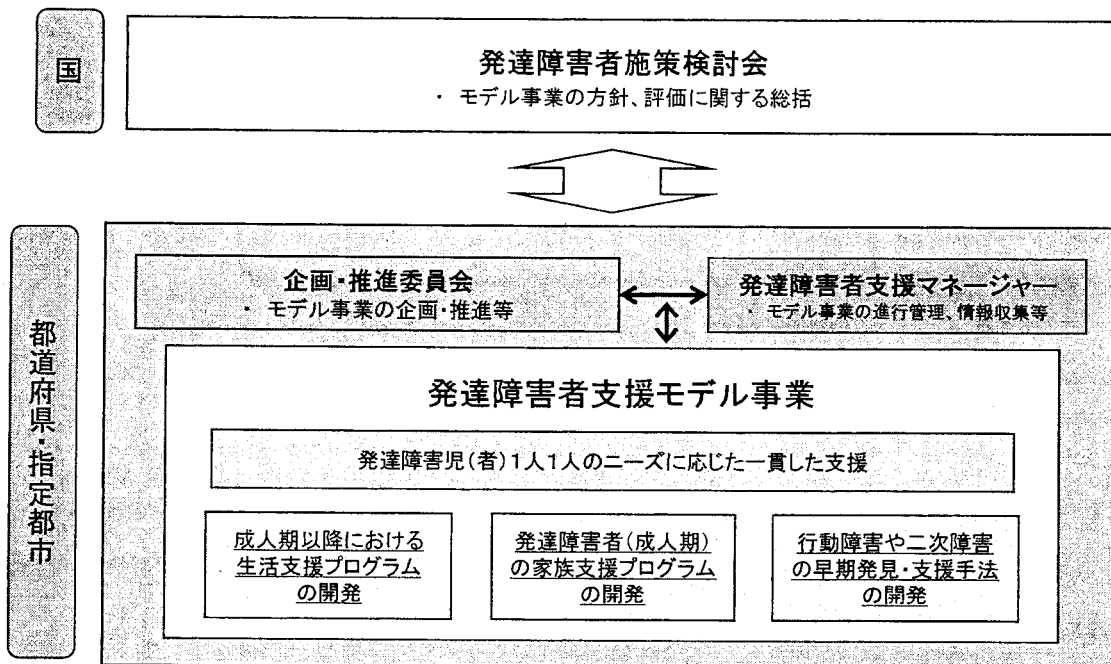 国
発達障害者施策検討会
・ モデル事業の方針、評価に関する総括
都道府県・指定都市
企画・推進委員会
・ モデル事業の企画・推進等
発達障害者支援マネージャー
・ モデル事業の進行管理、情報収集等
発達障害者支援モデル事業
発達障害児(者)1人1人のニーズに応じた一貫した支援
成人期以降における
生活支援プログラム
の開発
発達障害者(成人期)
の家族支援プログラム
の開発
行動障害や二次障害
の早期発見・支援手法
の開発